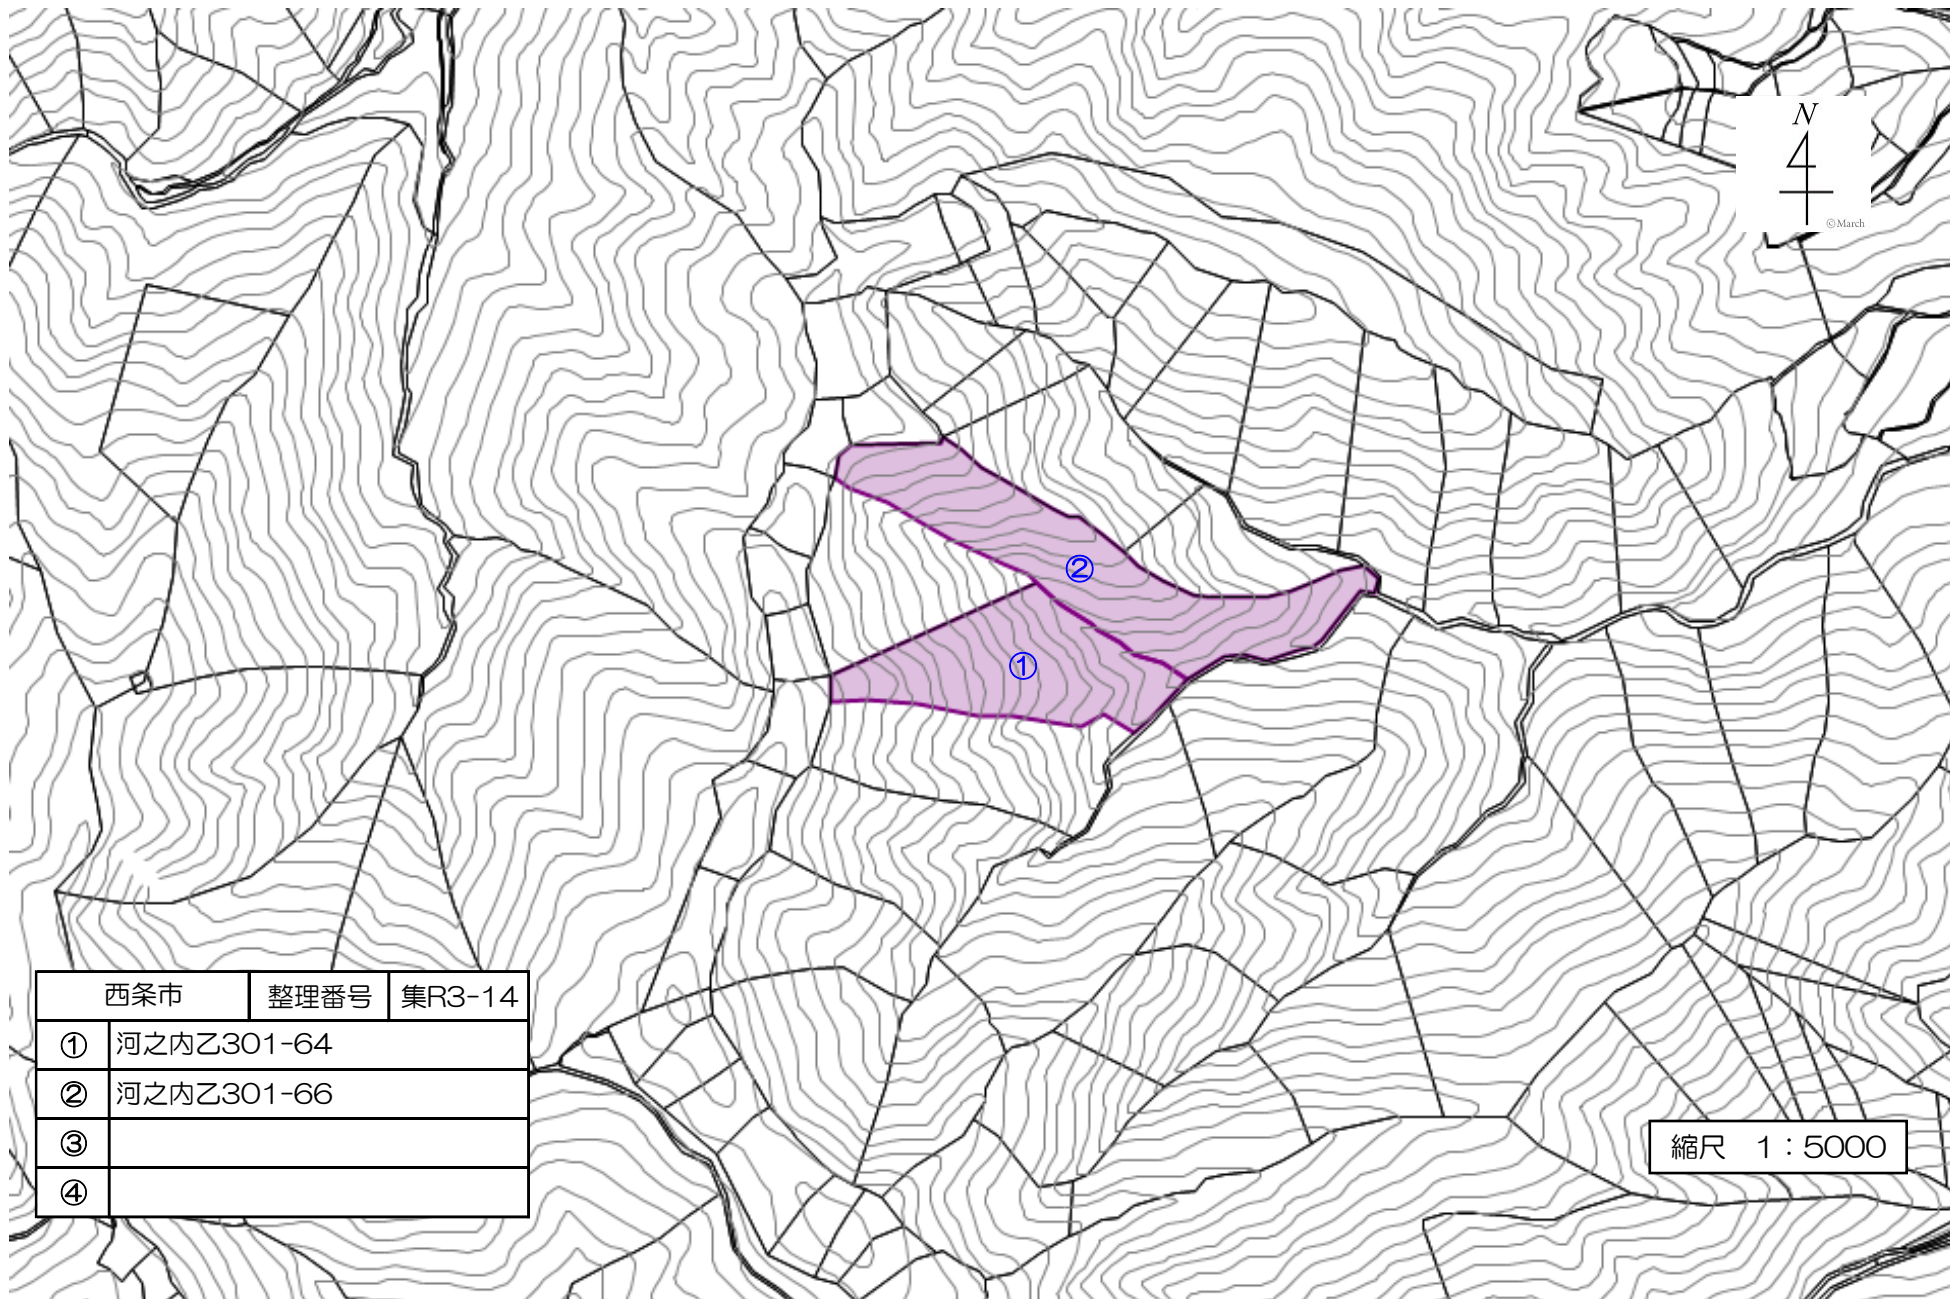 N
©March
②
①
西条市 整理番号 集R3-14
① 河之内乙301-64
② 河之内乙301-66
③
④
縮尺　1：5000